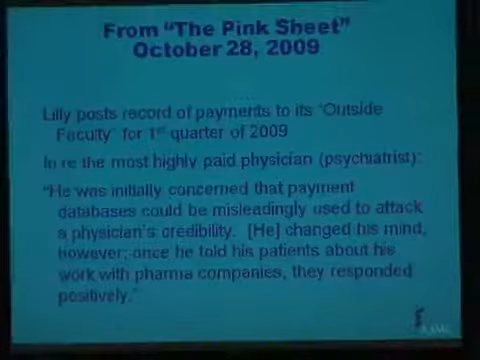 From “The Pink Sheet”
October 28, 2009
Lilly posts record of payments to its ‘Outside
Faculty’ for 1st quarter of 2009
In re the most highly paid physician (psychiatrist):
“He was initially concerned that payment
databases could be misleadingly used to attack
a physician’s credibility. [He] changed his mind,
however; once he told his patients about his
work with pharma companies, they responded
positively.”